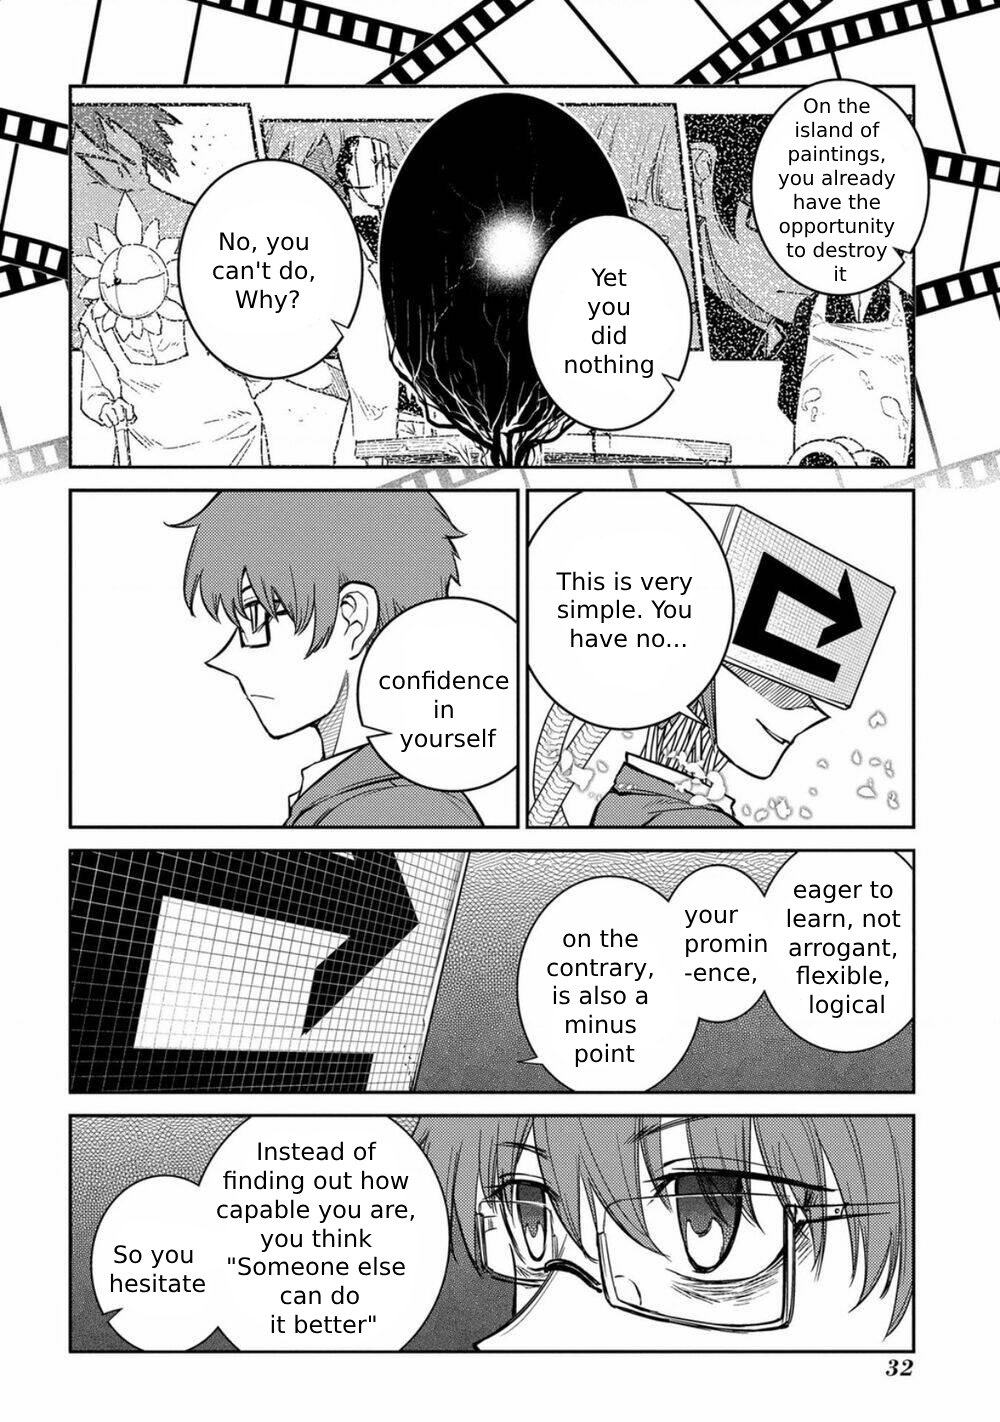 On the
island of
paintings,
you already
have the
opportunity
to destroy
it
Yet
you
did
nothing
No, you
can't do,
Why?
This is very
simple. You
have no...
confidence
in
yourself
eager to
learn, not
arrogant,
flexible,
logical
your
promin
-ence,
on the
contrary,
is also a
minus
point
Instead of
finding out how
capable you are,
you think
"Someone else
can do
it better"
So you
hesitate
32